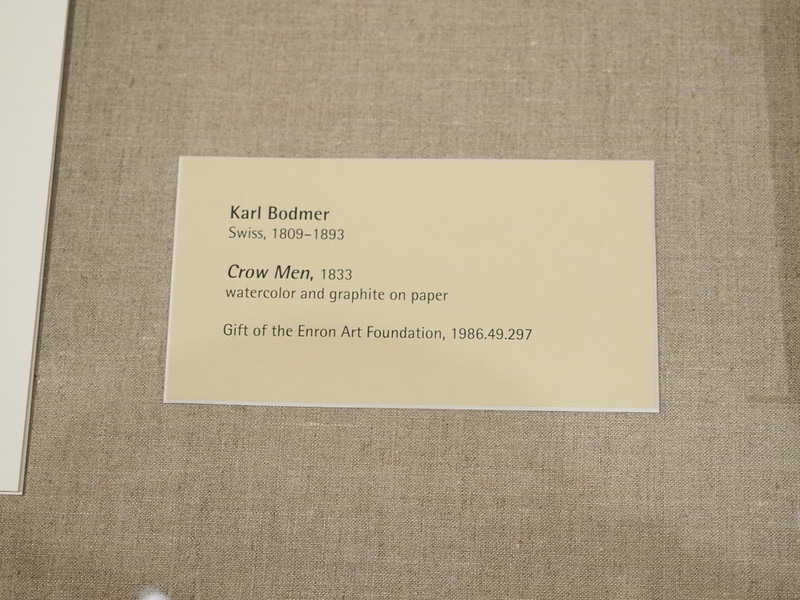 Karl Bodmer
Swiss, 1809–1893
Crow Men, 1833
watercolor and graphite on paper
Gift of the Enron Art Foundation, 1986.49.297